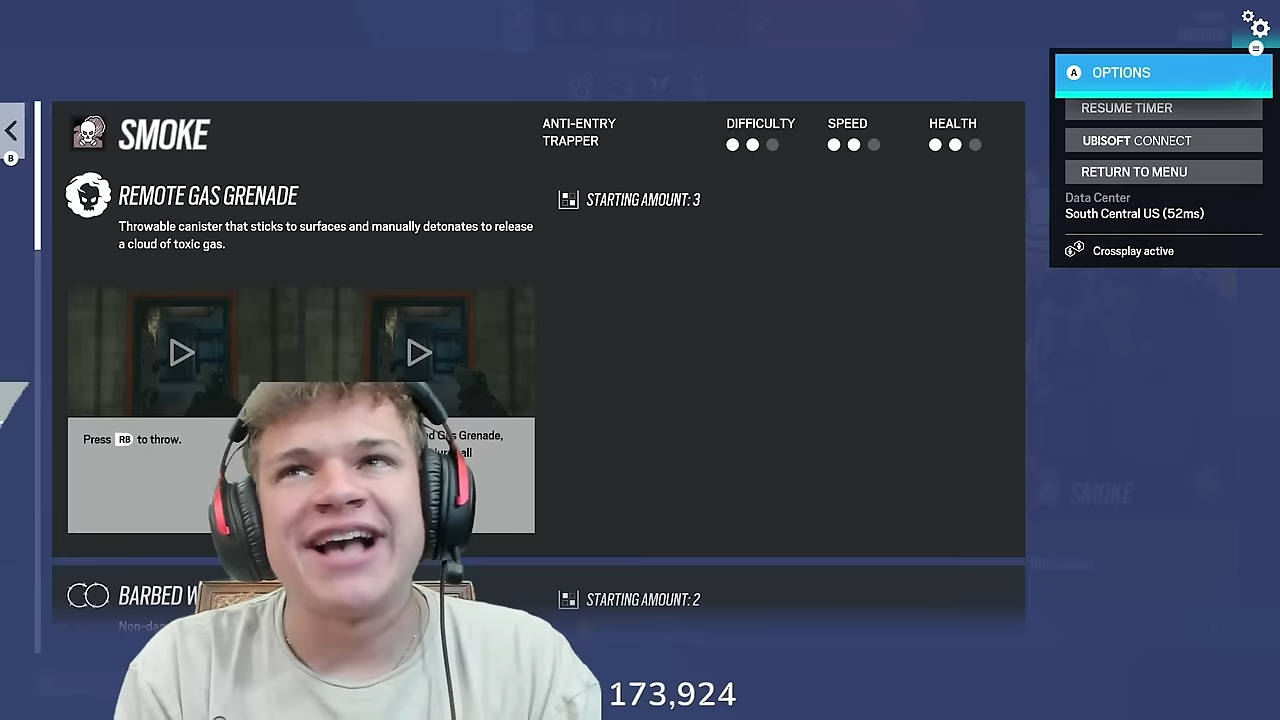 A OPTIONS
RESUME TIMER
UBISOFT CONNECT
RETURN TO MENU
Data Center
South Central US (52ms)
Crossplay active
B
SMOKE
ANTI-ENTRY
TRAPPER
DIFFICULTY
SPEED
HEALTH
REMOTE GAS GRENADE
STARTING AMOUNT: 3
Throwable canister that sticks to surfaces and manually detonates to release
a cloud of toxic gas.
Press RB to throw.
Gas Grenade,
SMOKE
BARBED
STARTING AMOUNT: 2
173,924